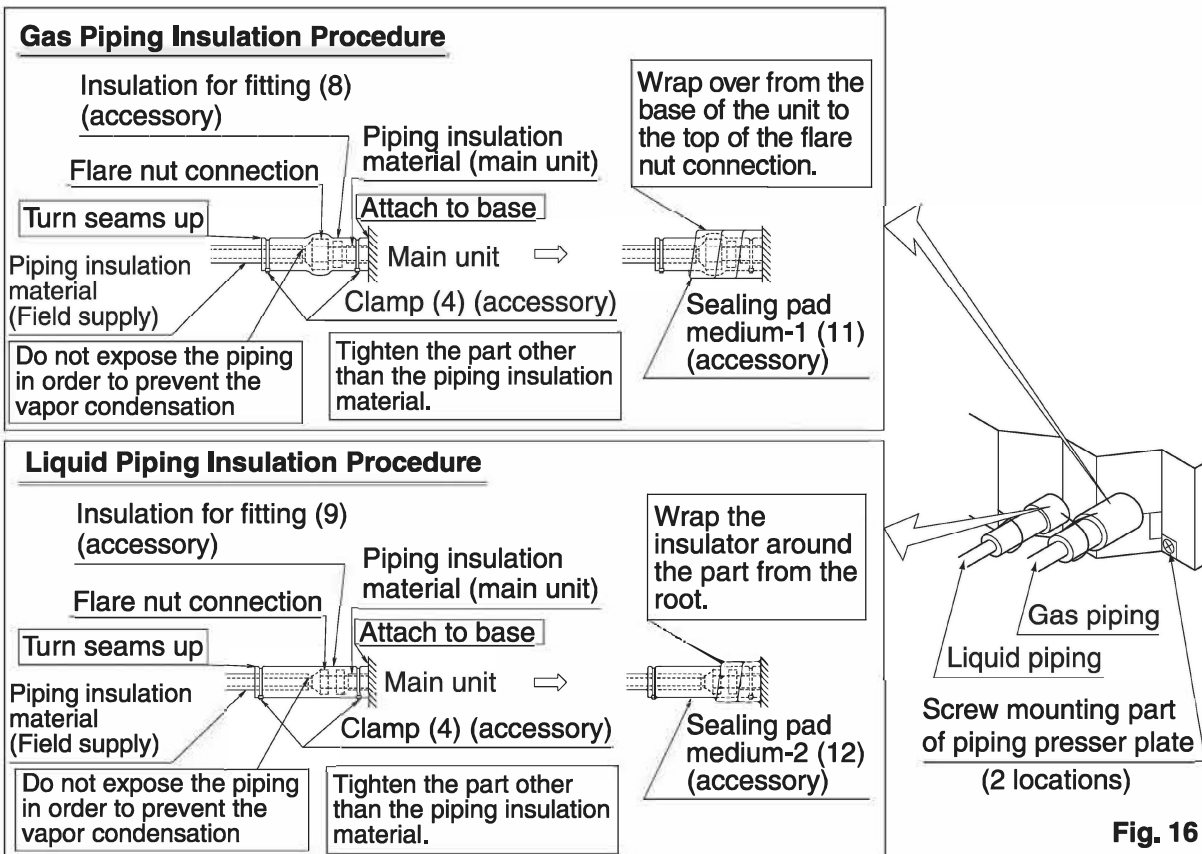 Gas Piping Insulation Procedure
Insulation for fitting (8)
(accessory)
Flare nut connection
Piping insulation
material (main unit)
Turn seams up
Attach to base
Piping insulation
material
(Field supply)
Main unit
Clamp (4) (accessory)
Do not expose the piping
in order to prevent the
vapor condensation
Tighten the part other
than the piping insulation
material.
Wrap over from the
base of the unit to
the top of the flare
nut connection.
Sealing pad
medium-1 (11)
(accessory)
Liquid Piping Insulation Procedure
Insulation for fitting (9)
(accessory)
Flare nut connection
Piping insulation
material (main unit)
Turn seams up
Attach to base
Piping insulation
material
(Field supply)
Main unit
Clamp (4) (accessory)
Do not expose the piping
in order to prevent the
vapor condensation
Tighten the part other
than the piping insulation
material.
Wrap the
insulator around
the part from the
root.
Sealing pad
medium-2 (12)
(accessory)
Gas piping
Liquid piping
Screw mounting part
of piping presser plate
(2 locations)
Fig. 16